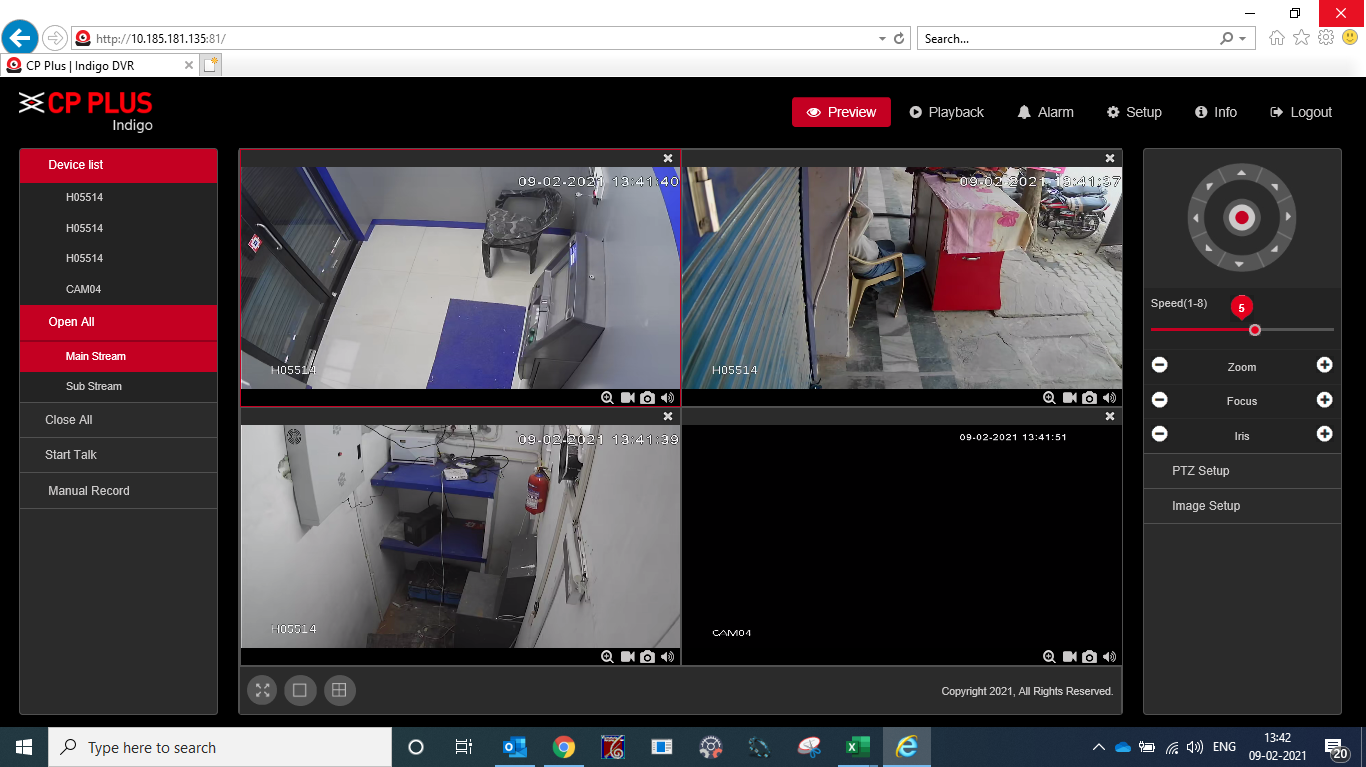 http://10.185.181.135:81/
Search...
CP Plus | Indigo DVR
CP PLUS
Indigo
Preview
Playback
Alarm
Setup
Info
Logout
Device list
H05514
H05514
H05514
CAM04
Open All
Main Stream
Sub Stream
Close All
Start Talk
Manual Record
09-02-2021 13:41:40
H05514
09-02-2021 13:41:37
H05514
09-02-2021 13:41:39
H05514
09-02-2021 13:41:51
CAM04
Speed(1-8)
5
Zoom
Focus
Iris
PTZ Setup
Image Setup
Copyright 2021, All Rights Reserved.
Type here to search
ENG
13:42
09-02-2021
20